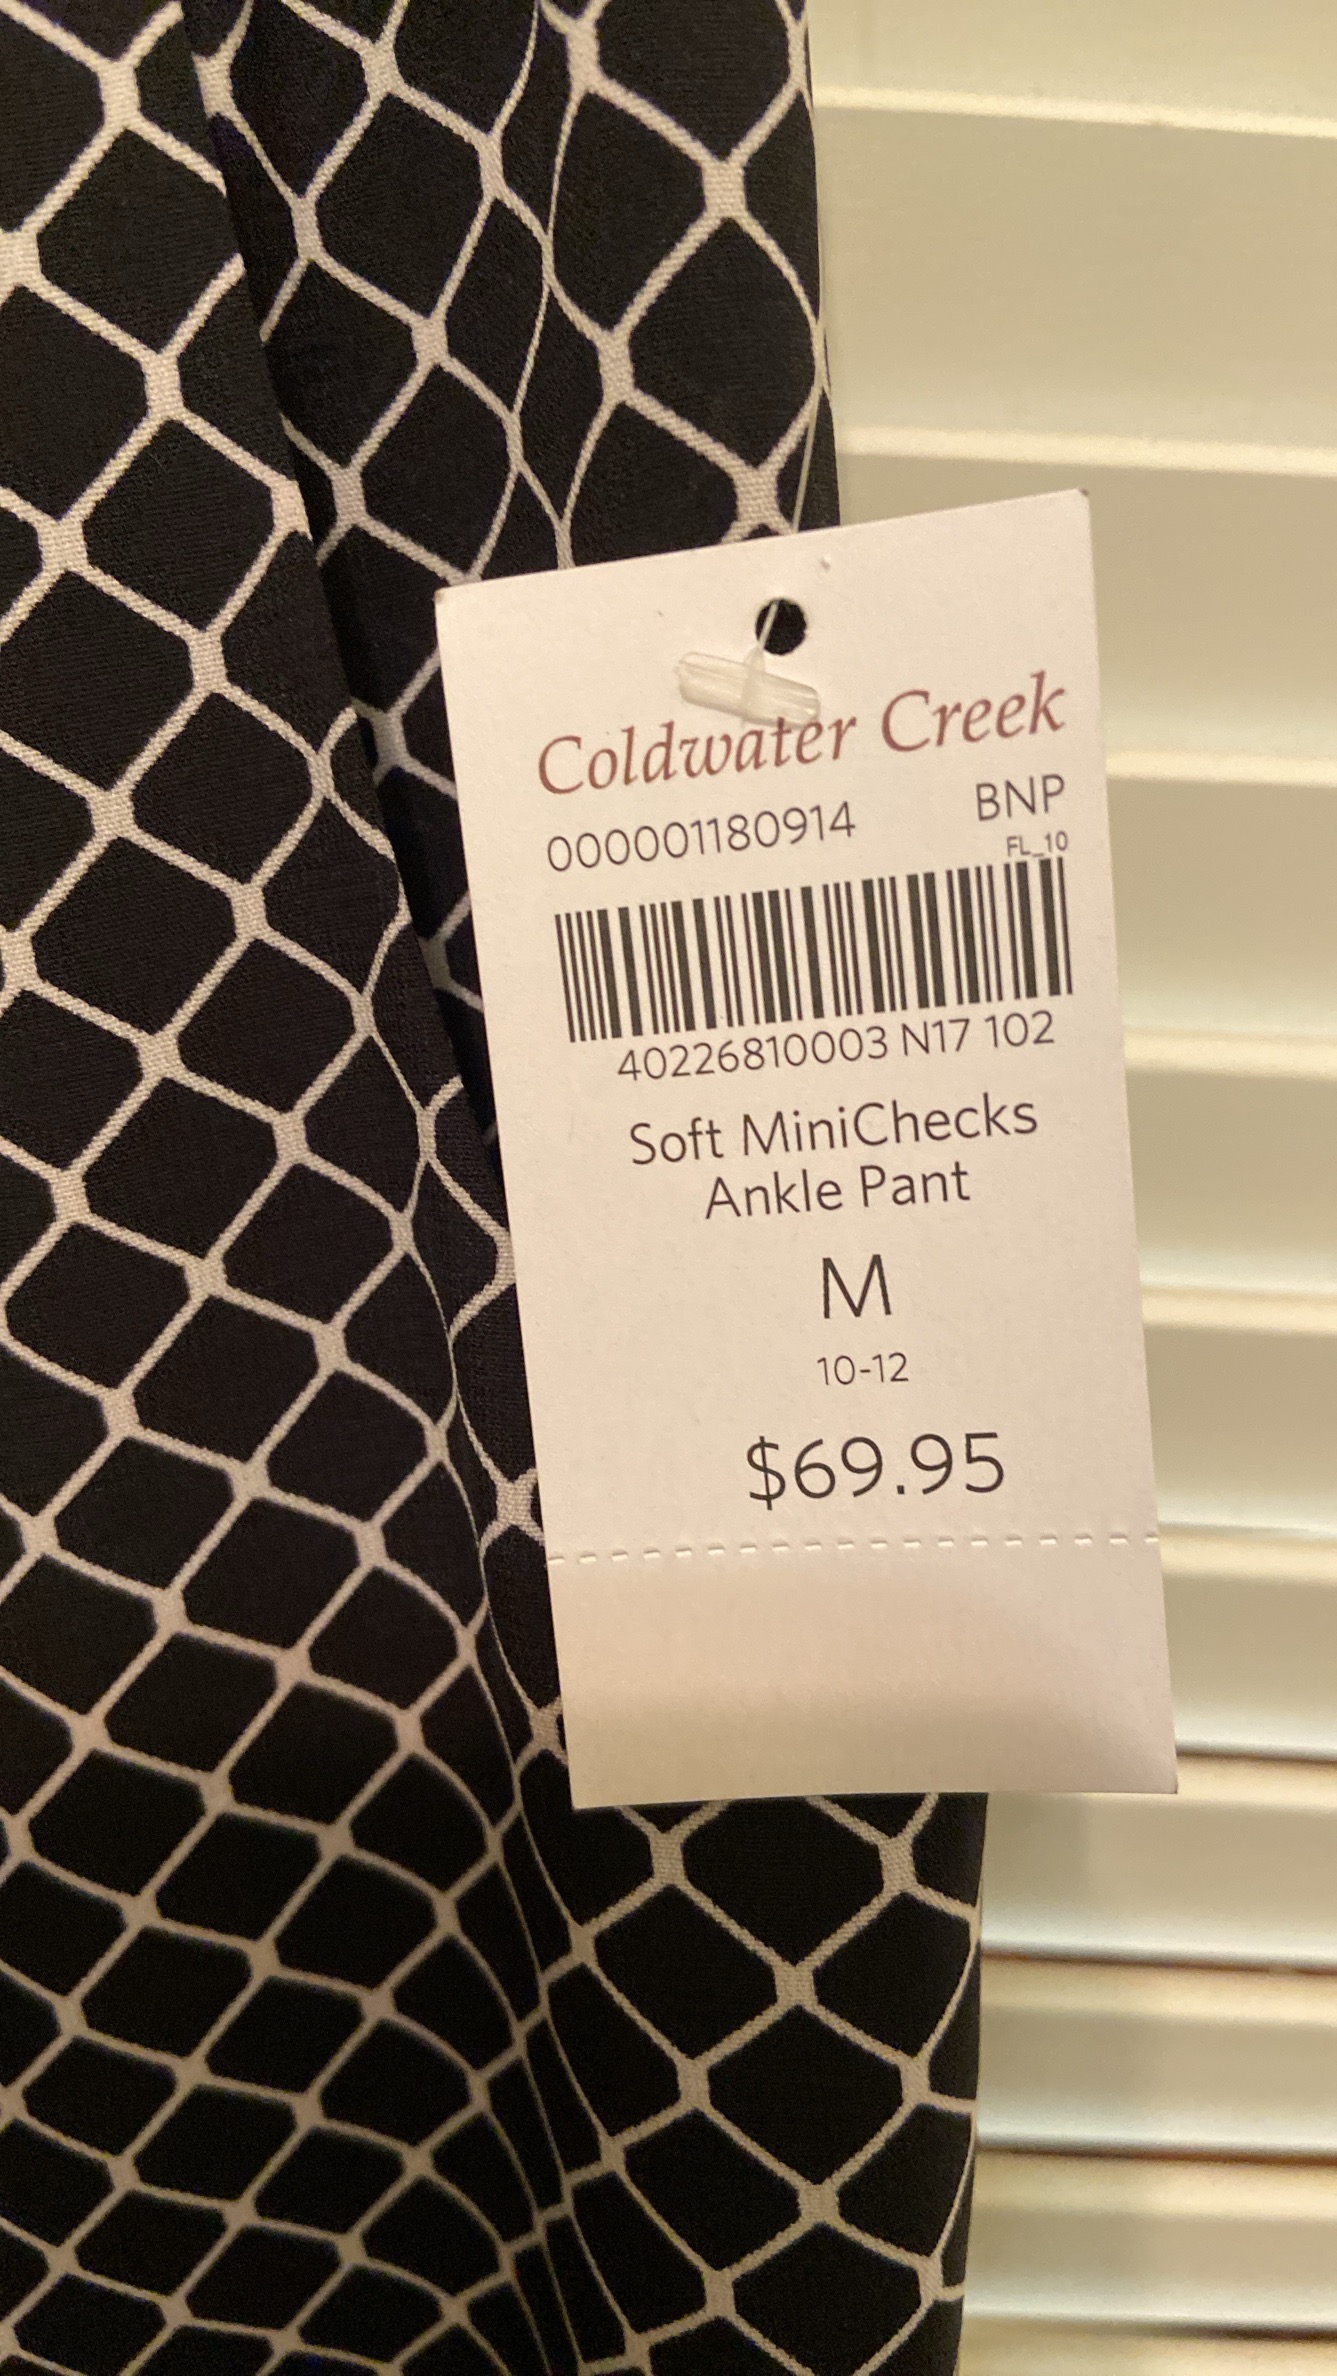 Coldwater Creek
000001180914 BNP
FL_10
40226810003 N17 102
Soft MiniChecks
Ankle Pant
M
10-12
$69.95